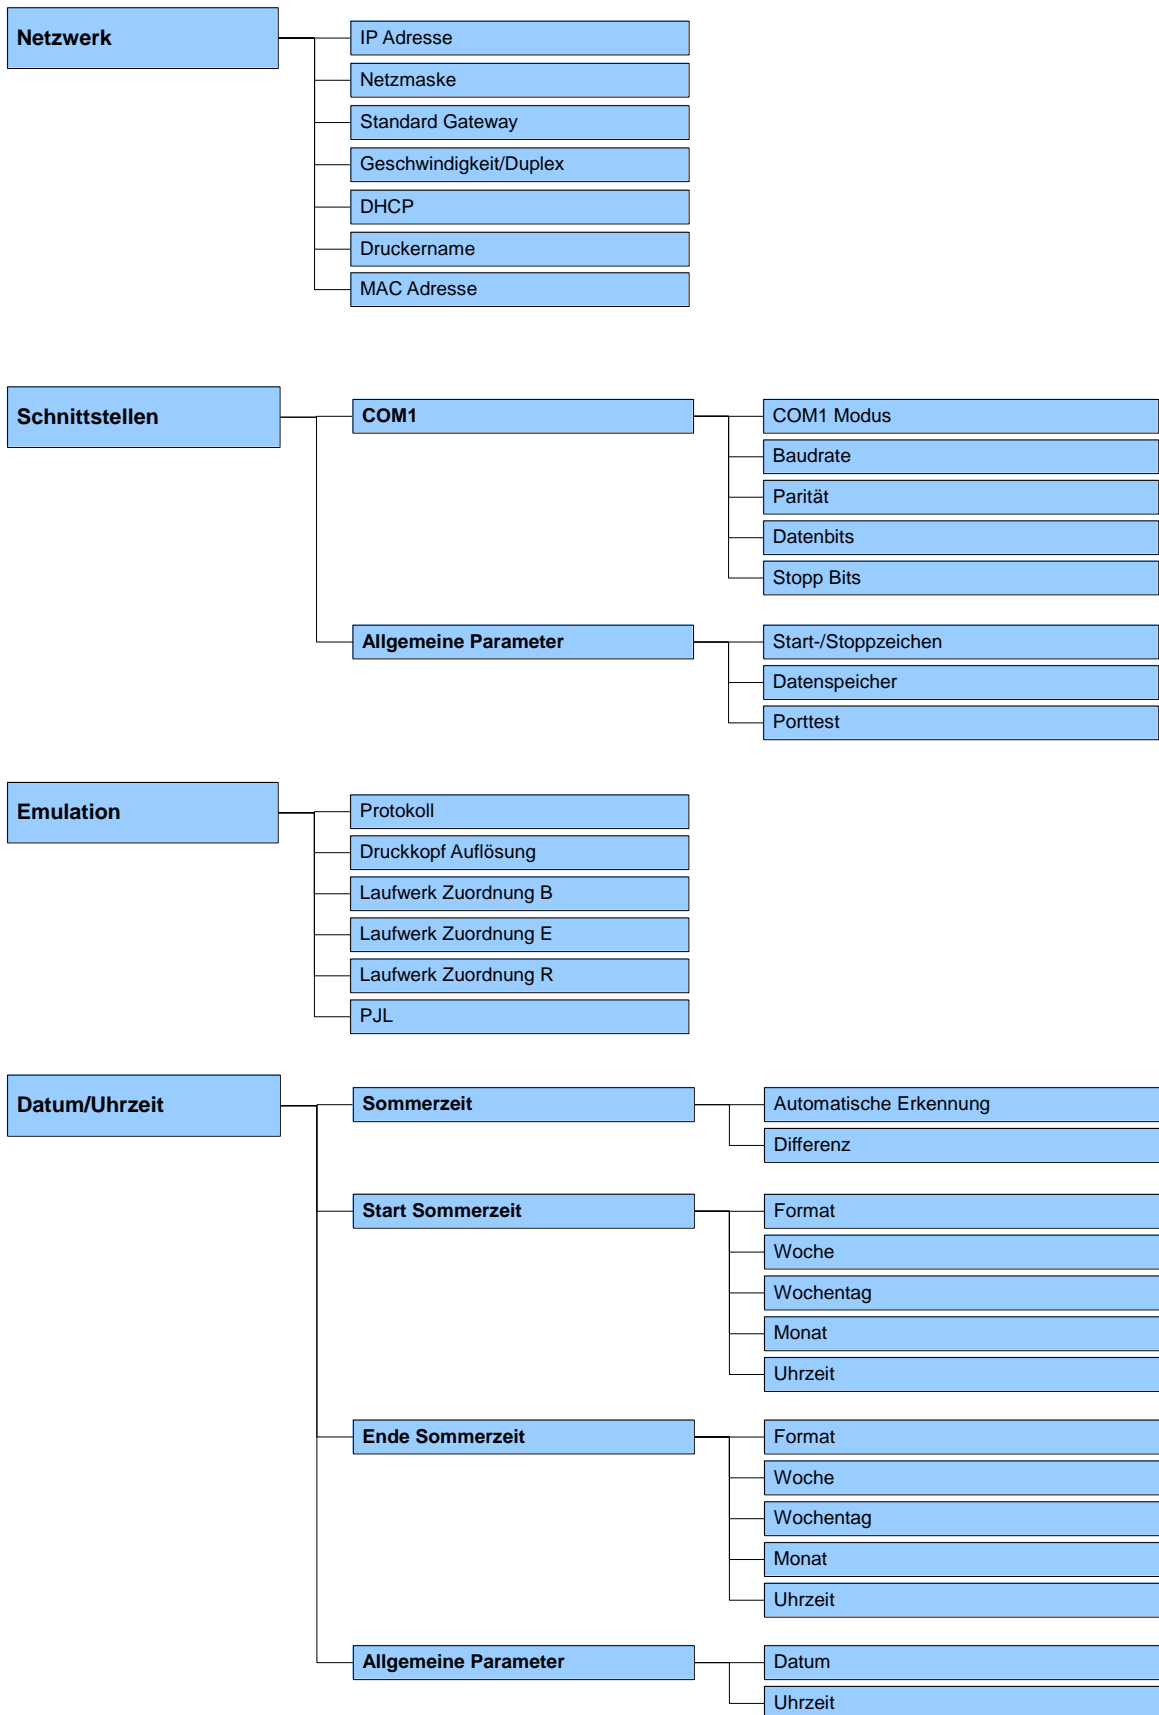 Netzwerk
IP Adresse
Netzmaske
Standard Gateway
Geschwindigkeit/Duplex
DHCP
Druckername
MAC Adresse
Schnittstellen
COM1
COM1 Modus
Baudrate
Parität
Datenbits
Stopp Bits
Allgemeine Parameter
Start-/Stoppzeichen
Datenspeicher
Porttest
Emulation
Protokoll
Druckkopf Auflösung
Laufwerk Zuordnung B
Laufwerk Zuordnung E
Laufwerk Zuordnung R
PJL
Datum/Uhrzeit
Sommerzeit
Automatische Erkennung
Differenz
Start Sommerzeit
Format
Woche
Wochentag
Monat
Uhrzeit
Ende Sommerzeit
Format
Woche
Wochentag
Monat
Uhrzeit
Allgemeine Parameter
Datum
Uhrzeit